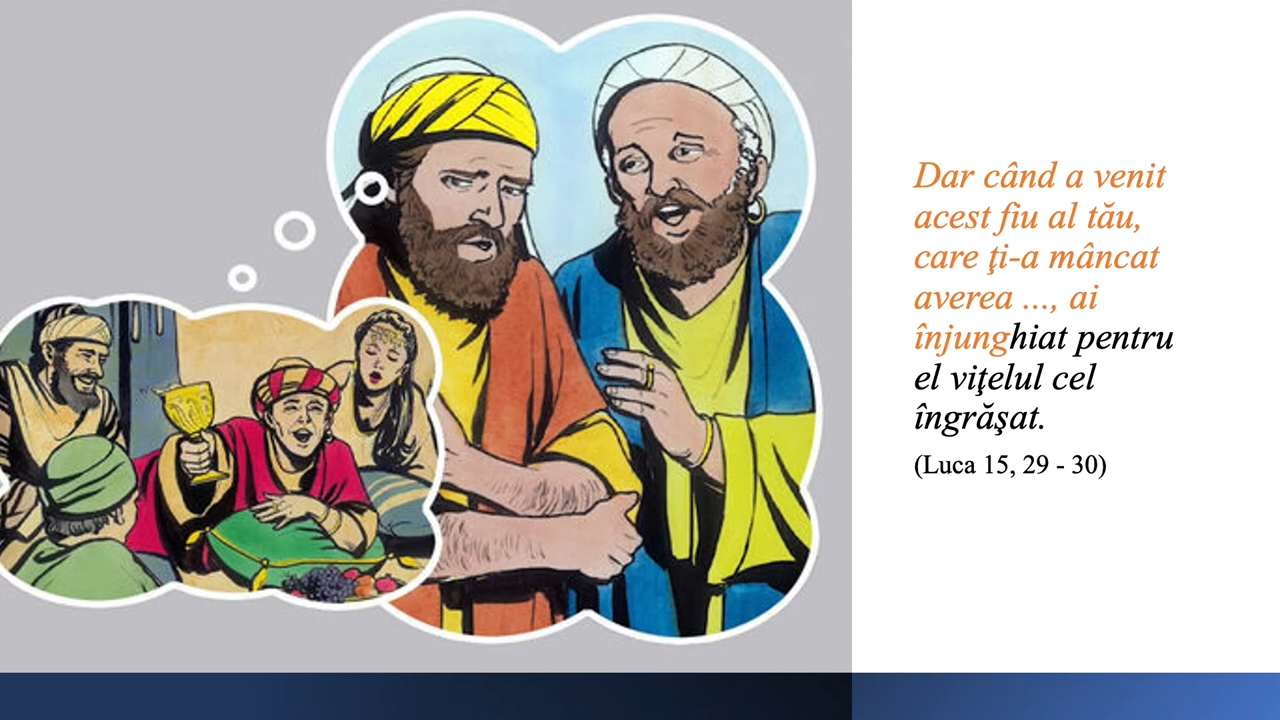 Dar când a venit
acest fiu al tău,
care ţi-a mâncat
averea ..., ai
înjunghiat pentru
el viţelul cel
îngrăşat.
(Luca 15, 29 - 30)